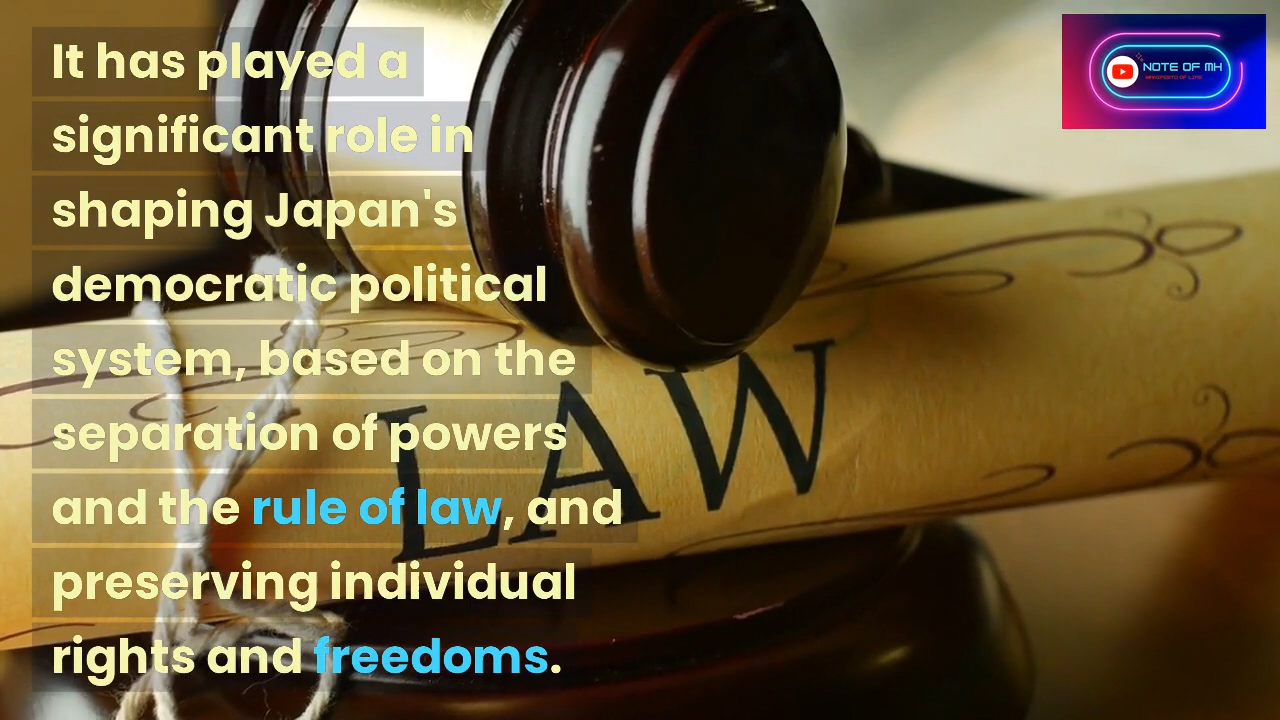 It has played a
significant role in
shaping Japan's
democratic political
system, based on the
separation of powers
and the rule of law, and
preserving individual
rights and freedoms.
NOTE OF MH
LAW